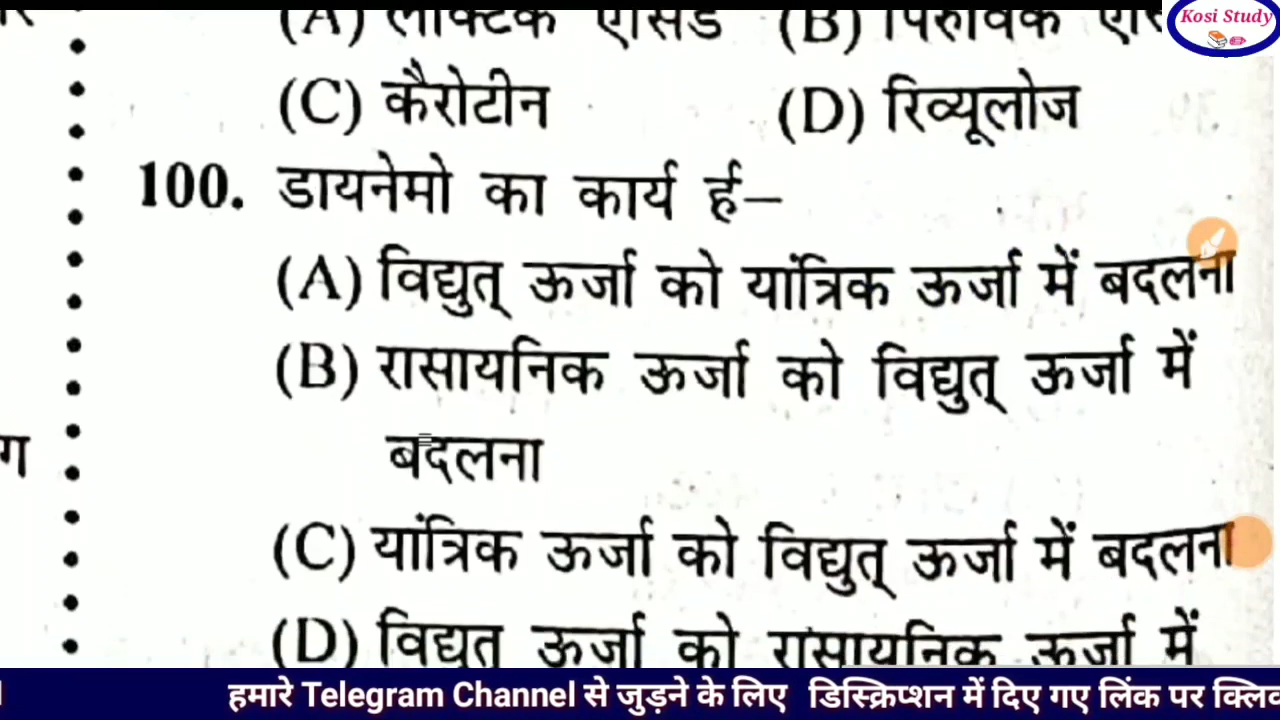 (A) लैक्टिक एसिड (B) पिरुविक
Kosi Study
(C) कैरोटीन (D) रिव्यूलोज
100. डायनेमो का कार्य र्ह–
(A) विद्युत् ऊर्जा को यांत्रिक ऊर्जा में बदलना
(B) रासायनिक ऊर्जा को विद्युत् ऊर्जा में
बदलना
ग
(C) यांत्रिक ऊर्जा को विद्युत् ऊर्जा में बदलना
(D) विद्युत ऊर्जा को रासायनिक ऊर्जा में
हमारे Telegram Channel से जुड़ने के लिए डिस्क्रिप्शन में दिए गए लिंक पर